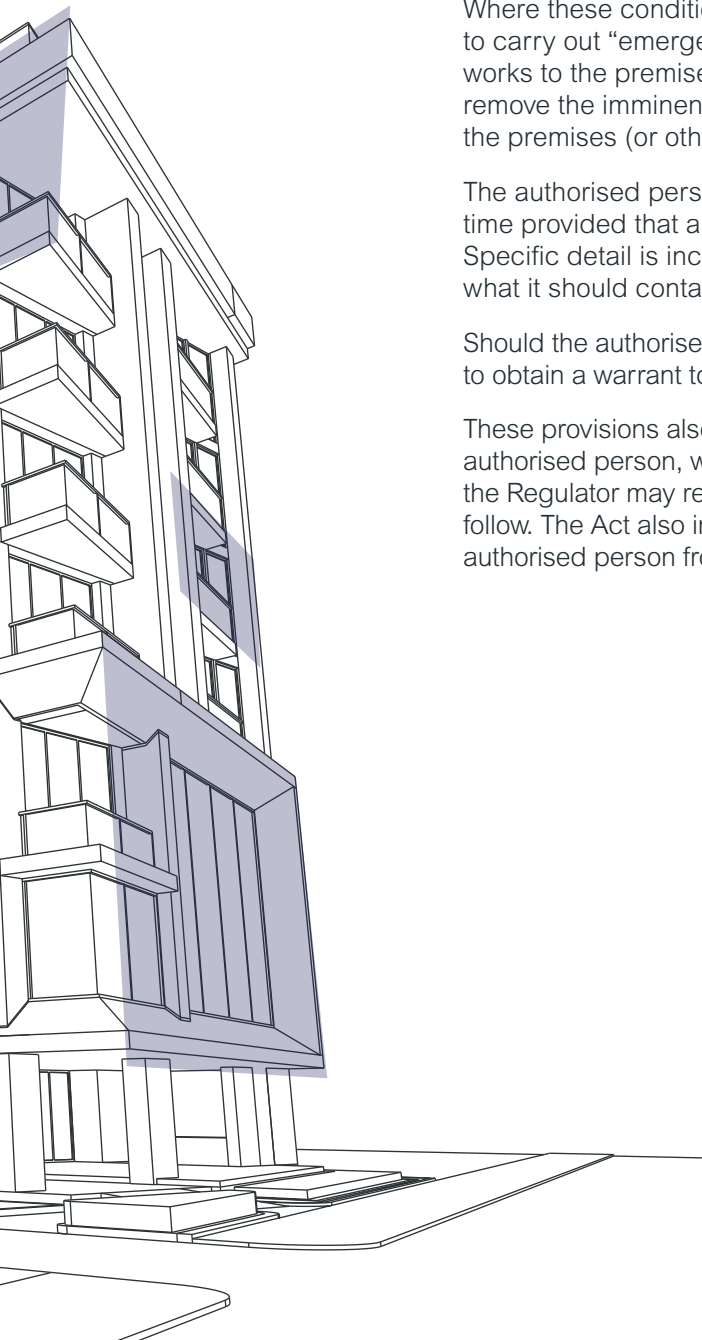 Where these conditi
to carry out “emerge
works to the premise
remove the imminen
the premises (or oth
The authorised pers
time provided that a
Specific detail is inc
what it should conta
Should the authorise
to obtain a warrant to
These provisions also
authorised person, w
the Regulator may re
follow. The Act also i
authorised person fro